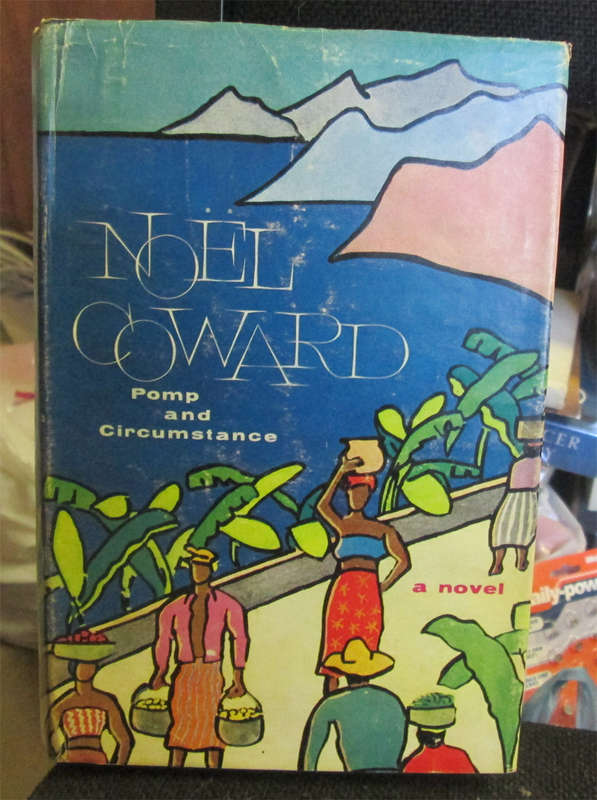 NOËL
COWARD
Pomp
and
Circumstance
a novel